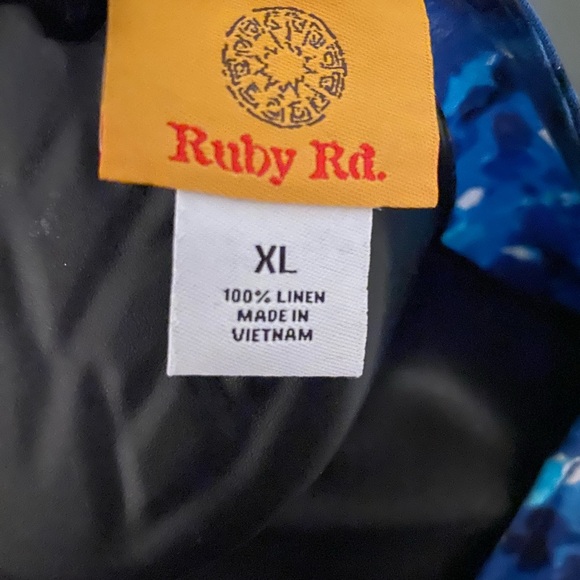 Ruby Rd.
XL
100% LINEN
MADE IN
VIETNAM